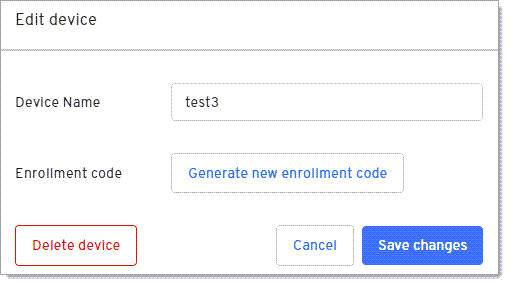 Edit device
Device Name test3
Enrollment code Generate new enrollment code
Delete device Cancel Save changes